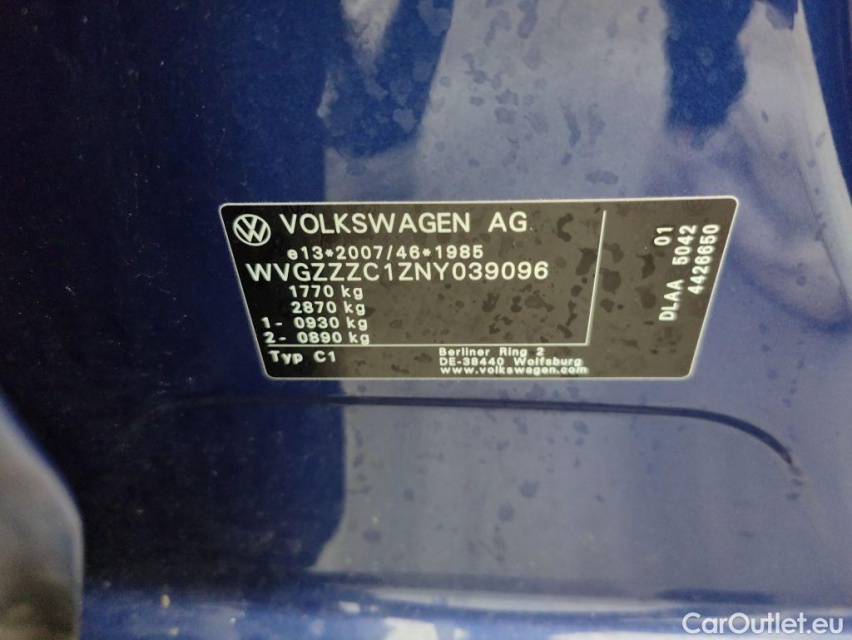 VOLKSWAGEN AG
e13*2007/46*1985
WVGZZZC1ZNY039096
1770 kg
2870 kg
1- 0930 kg
2- 0890 kg
Typ C1
Berliner Ring 2
DE-38440 Wolfsburg
www.volkswagen.com
01
DLAA 5042
4426650
CarOutlet.eu